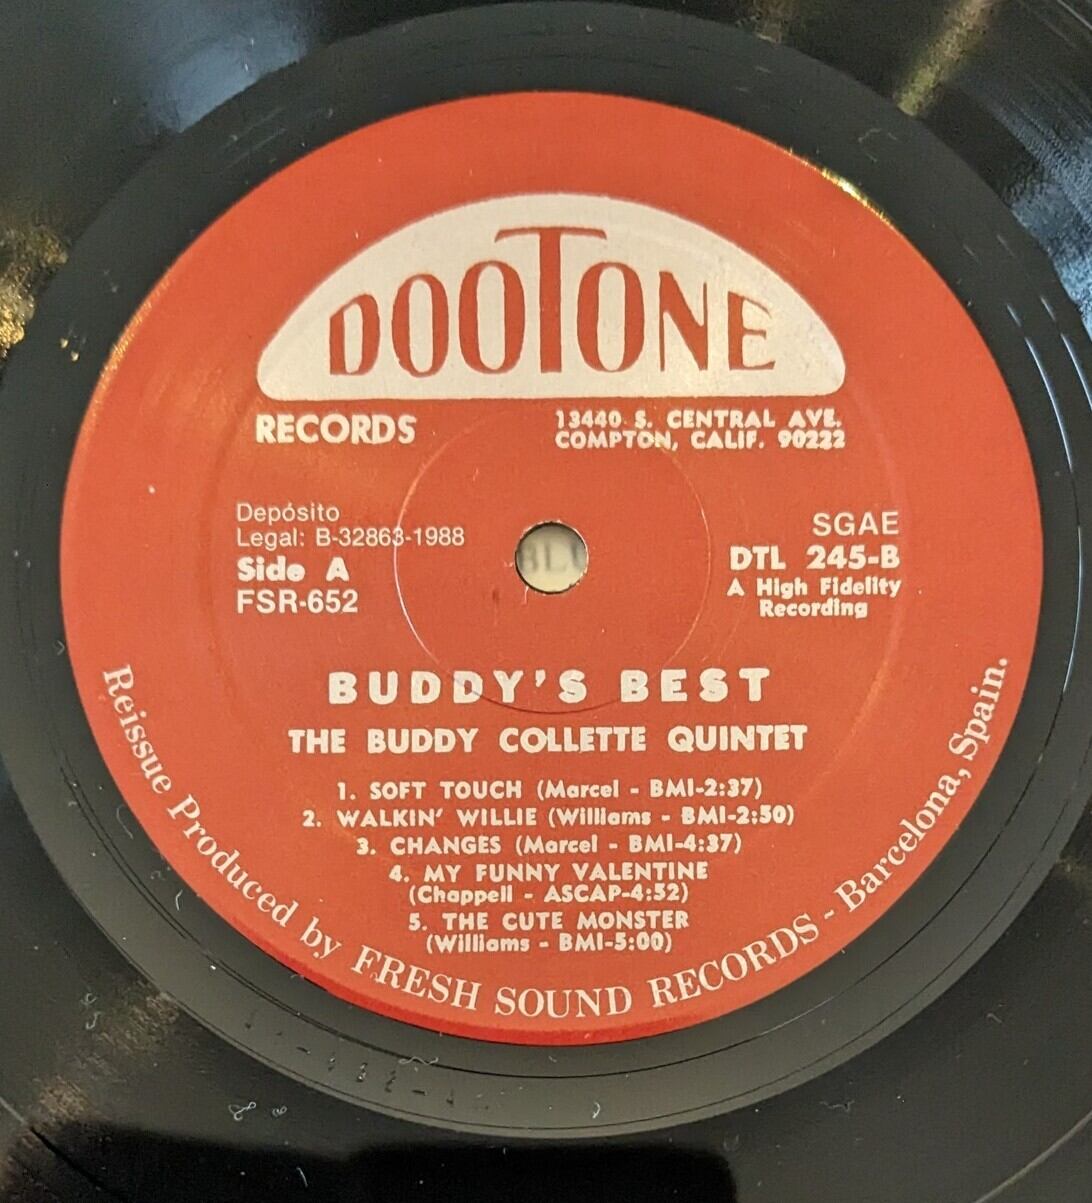 DOOTONE
RECORDS
13440 S. CENTRAL AVE.
COMPTON, CALIF. 90222
Depósito
Legal: B-32863-1988
Side A
FSR-652
SGAE
DTL 245-B
A High Fidelity
Recording
BUDDY'S BEST
THE BUDDY COLLETTE QUINTET
1. SOFT TOUCH (Marcel - BMI-2:37)
2. WALKIN' WILLIE (Williams - BMI-2:50)
3. CHANGES (Marcel - BMI-4:37)
4. MY FUNNY VALENTINE
(Chappell - ASCAP-4:52)
5. THE CUTE MONSTER
(Williams - BMI-5:00)
Reissue Produced by FRESH SOUND RECORDS - Barcelona, Spain.